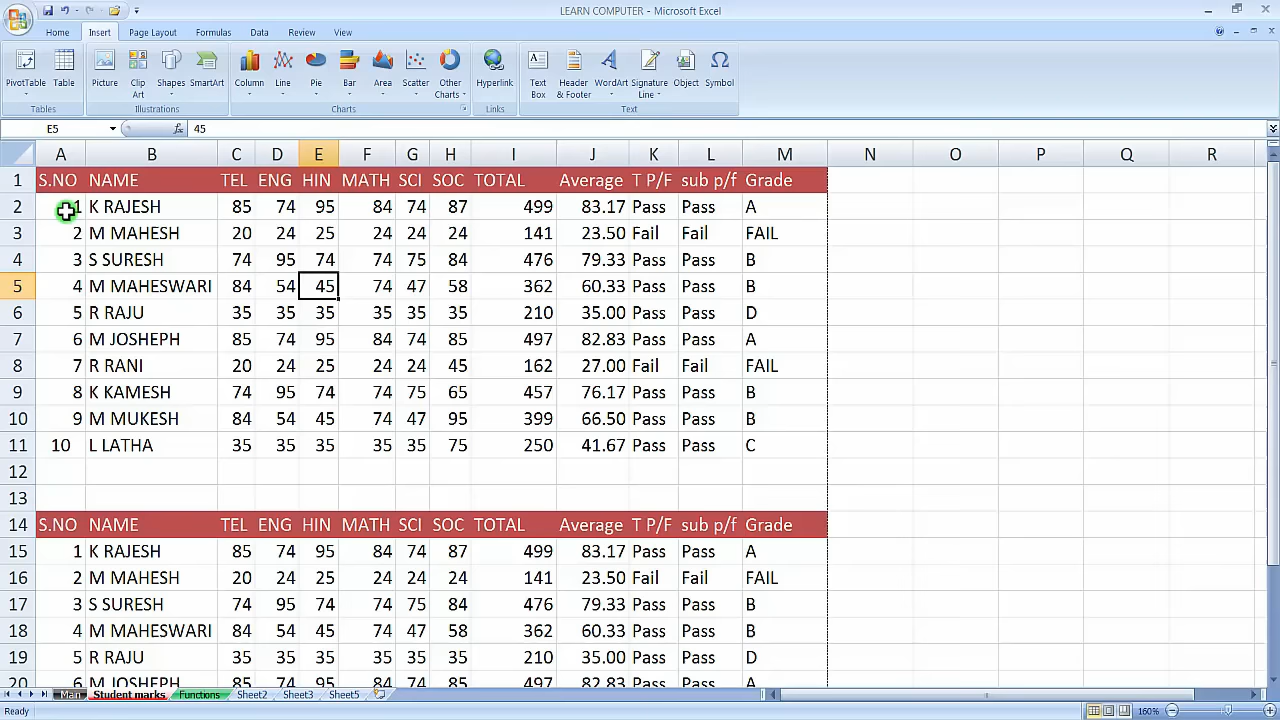 LEARN COMPUTER - Microsoft Excel
Home Insert Page Layout Formulas Data Review View
PivotTable Table Picture Clip Art Shapes SmartArt Column Line Pie Bar Area Scatter Other Charts Hyperlink Text Box Header & Footer WordArt Signature Line Object Symbol
Tables Illustrations Charts Links Text
E5 fx 45
A B C D E F G H I J K L M N O P Q R
1 S.NO NAME TEL ENG HIN MATH SCI SOC TOTAL Average T P/F sub p/f Grade
2 1 K RAJESH 85 74 95 84 74 87 499 83.17 Pass Pass A
3 2 M MAHESH 20 24 25 24 24 24 141 23.50 Fail Fail FAIL
4 3 S SURESH 74 95 74 74 75 84 476 79.33 Pass Pass B
5 4 M MAHESWARI 84 54 45 74 47 58 362 60.33 Pass Pass B
6 5 R RAJU 35 35 35 35 35 35 210 35.00 Pass Pass D
7 6 M JOSHEPH 85 74 95 84 74 85 497 82.83 Pass Pass A
8 7 R RANI 20 24 25 24 24 45 162 27.00 Fail Fail FAIL
9 8 K KAMESH 74 95 74 74 75 65 457 76.17 Pass Pass B
10 9 M MUKESH 84 54 45 74 47 95 399 66.50 Pass Pass B
11 10 L LATHA 35 35 35 35 35 75 250 41.67 Pass Pass C
12
13
14 S.NO NAME TEL ENG HIN MATH SCI SOC TOTAL Average T P/F sub p/f Grade
15 1 K RAJESH 85 74 95 84 74 87 499 83.17 Pass Pass A
16 2 M MAHESH 20 24 25 24 24 24 141 23.50 Fail Fail FAIL
17 3 S SURESH 74 95 74 74 75 84 476 79.33 Pass Pass B
18 4 M MAHESWARI 84 54 45 74 47 58 362 60.33 Pass Pass B
19 5 R RAJU 35 35 35 35 35 35 210 35.00 Pass Pass D
20 6 M JOSHEPH 85 74 95 84 74 85 497 82.83 Pass Pass A
Main Student marks Functions Sheet2 Sheet3 Sheet5
Ready 160%